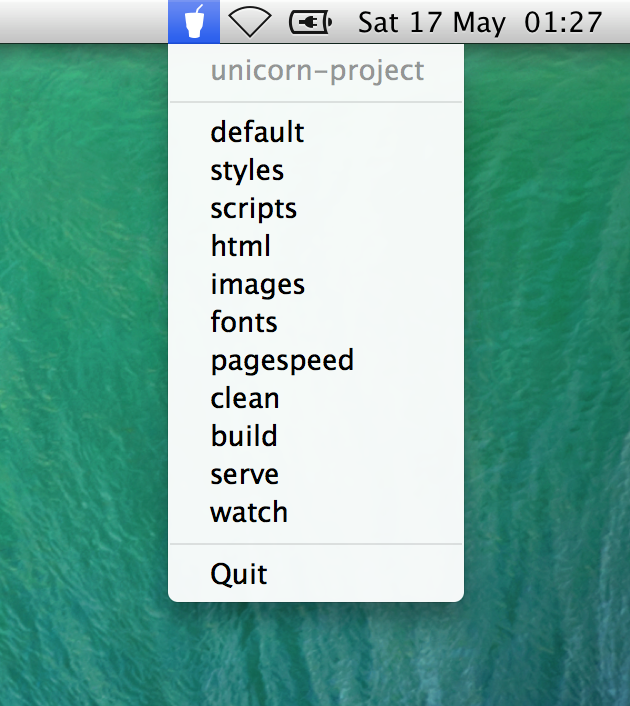 Sat 17 May 01:27
unicorn-project
default
styles
scripts
html
images
fonts
pagespeed
clean
build
serve
watch
Quit